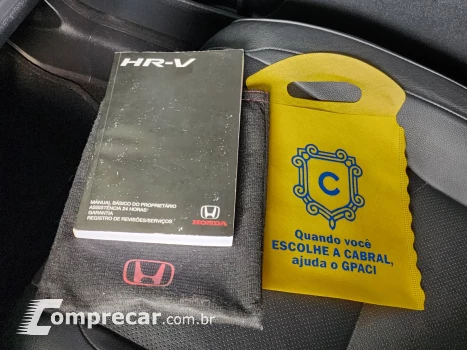 HR-V
MANUAL BÁSICO DO PROPRIETÁRIO
ASSISTÊNCIA 24 HORAS*
GARANTIA
REGISTRO DE REVISÕES/SERVIÇOS
HONDA
C
Quando você
ESCOLHE A CABRAL,
ajuda o GPACI
Comprecar.com.br